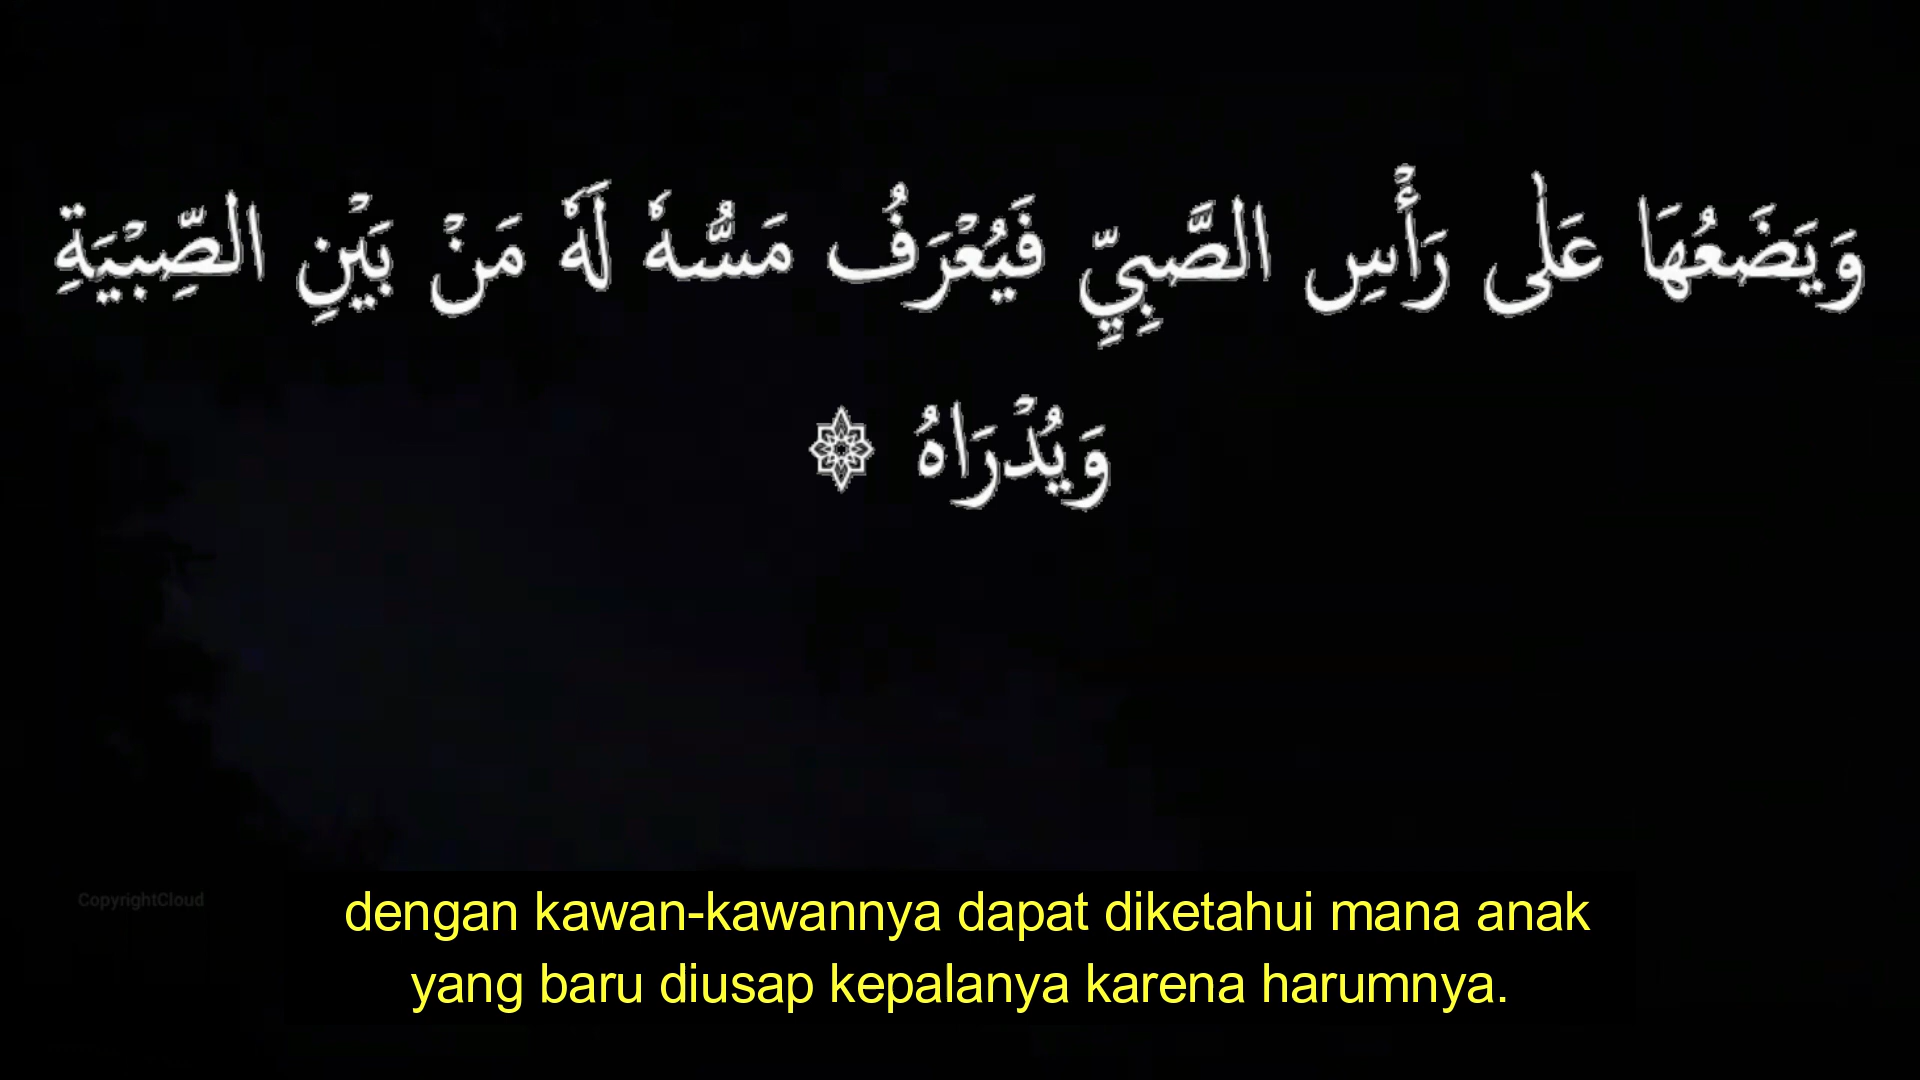 وَيَضَعُهَا عَلٰى رَأْسِ الصَّبِيِّ فَيُعْرَفُ مَسُّهٗ لَهٗ مَنْ بَيْنِ الصِّبْيَةِ
وَيُدْرَاهُ ۞
CopyrightCloud
dengan kawan-kawannya dapat diketahui mana anak
yang baru diusap kepalanya karena harumnya.